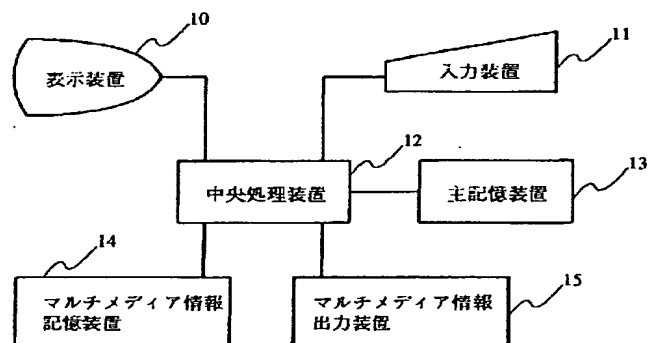 10
表示装置
11
入力装置
12
中央処理装置
13
主記憶装置
14
マルチメディア情報
記憶装置
15
マルチメディア情報
出力装置